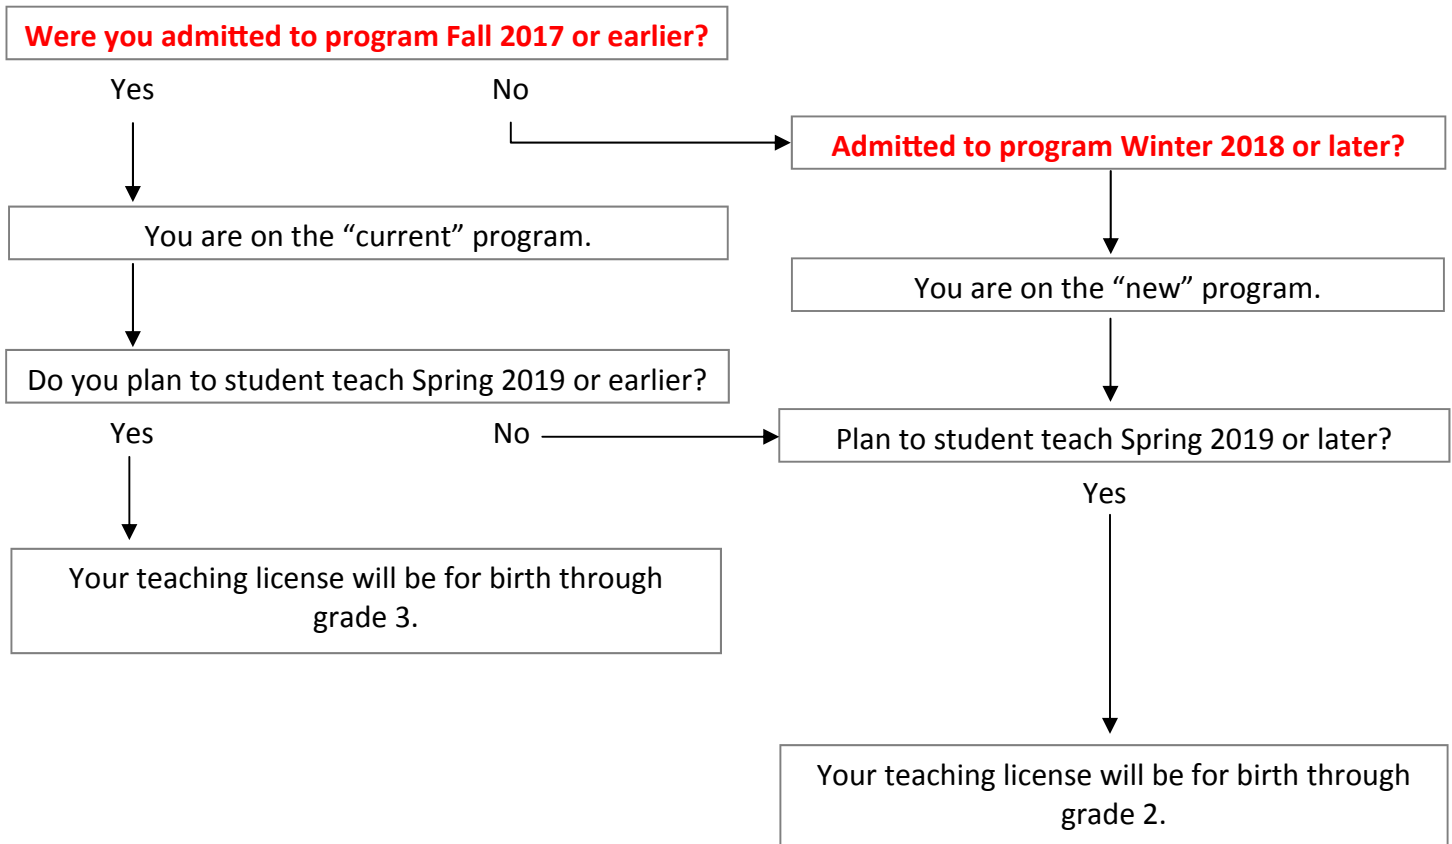 Were you admitted to program Fall 2017 or earlier?
Yes
No
Admitted to program Winter 2018 or later?
You are on the “current” program.
You are on the “new” program.
Do you plan to student teach Spring 2019 or earlier?
Yes
No
Plan to student teach Spring 2019 or later?
Yes
Your teaching license will be for birth through
grade 3.
Your teaching license will be for birth through
grade 2.